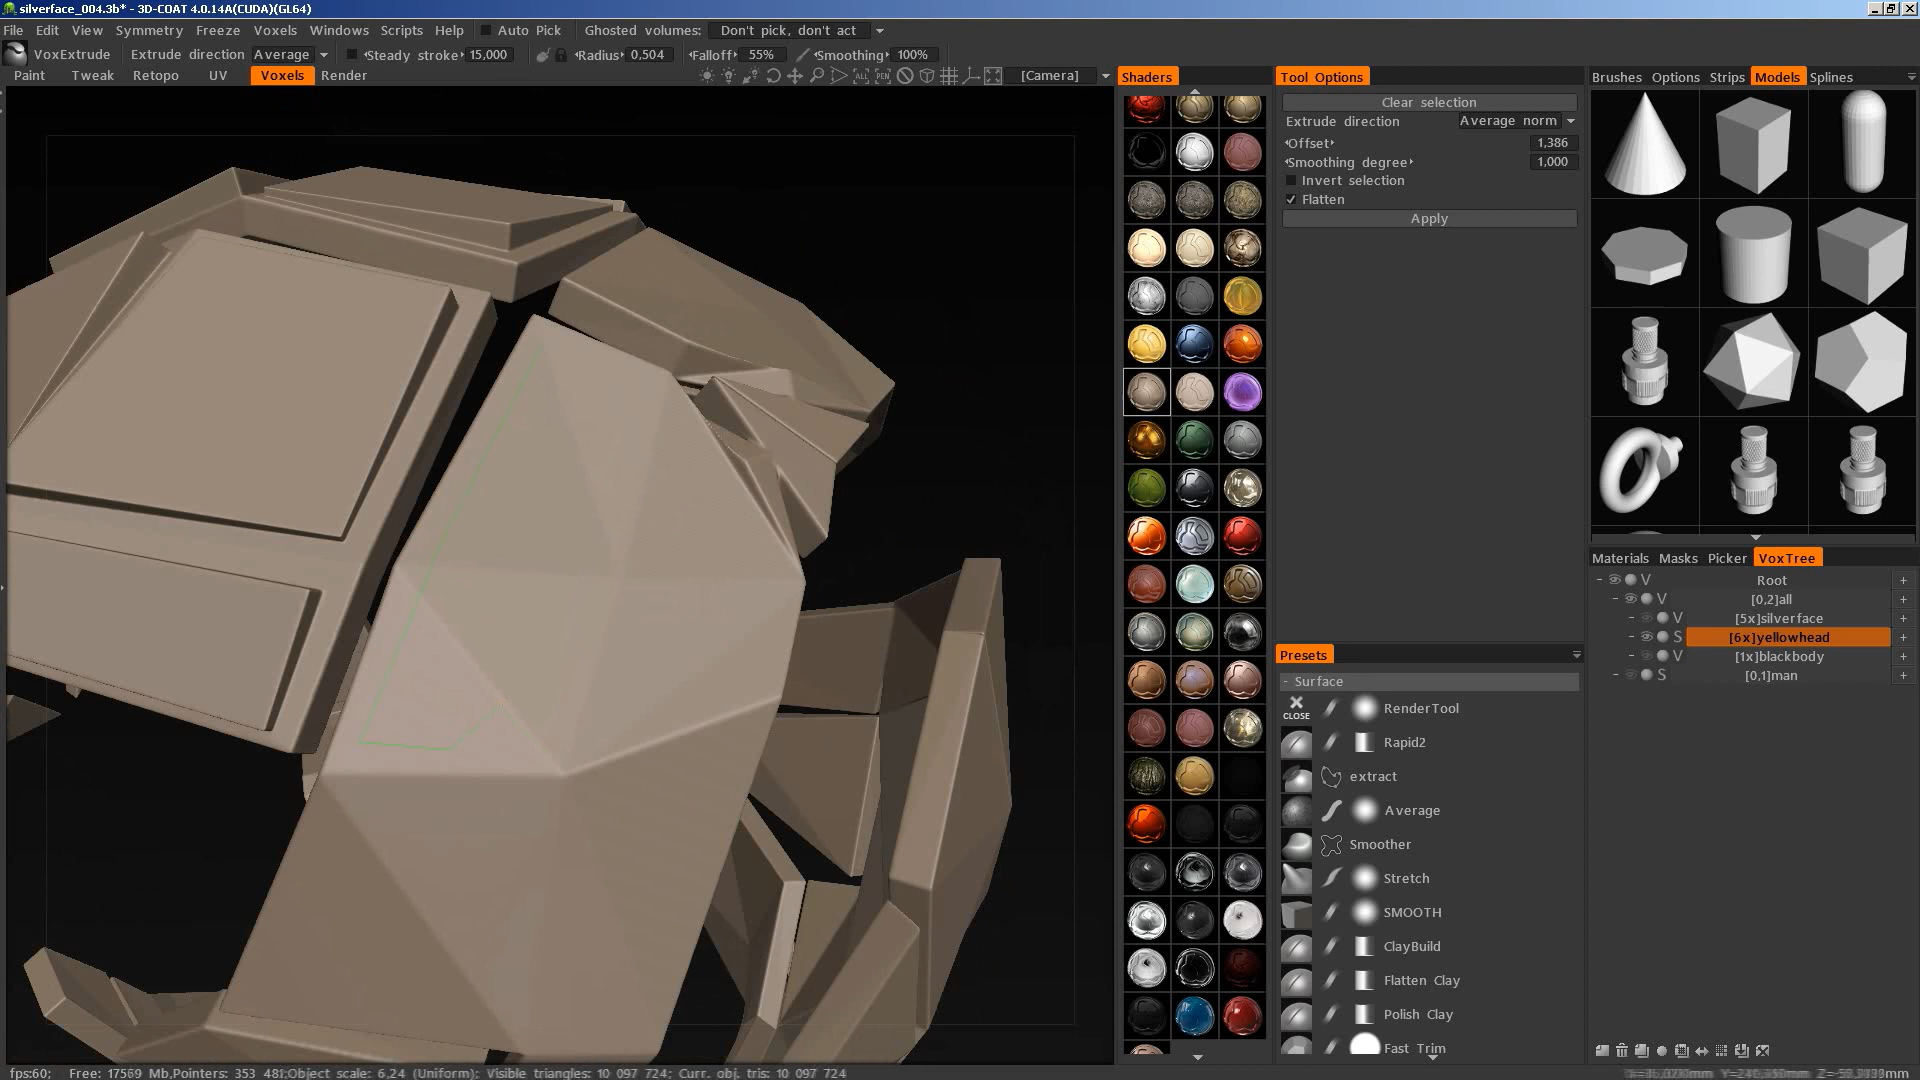 silverface_004.3b* - 3D-COAT 4.0.14A(CUDA)(GL64)
File Edit View Symmetry Freeze Voxels Windows Scripts Help Auto Pick Ghosted volumes: Don't pick, don't act
VoxExtrude Extrude direction Average Steady stroke 15,000 Radius 0,504 Falloff 55% Smoothing 100%
Paint Tweak Retopo UV Voxels Render ALL PEN [Camera]
Shaders
Tool Options
Clear selection
Extrude direction Average norm
Offset 1,386
Smoothing degree 1,000
Invert selection
Flatten
Apply
Presets
- Surface
CLOSE
RenderTool
Rapid2
extract
Average
Smoother
Stretch
SMOOTH
ClayBuild
Flatten Clay
Polish Clay
Fast Trim
Brushes Options Strips Models Splines
Materials Masks Picker VoxTree
- V Root +
- V [0,2]all +
- V [5x]silverface +
- S [6x]yellowhead +
- V [1x]blackbody +
- S [0,1]man +
fps:60; Free: 17569 Mb,Pointers: 353 481;Object scale: 6,24 (Uniform); Visible triangles: 10 097 724; Curr. obj. tris: 10 097 724